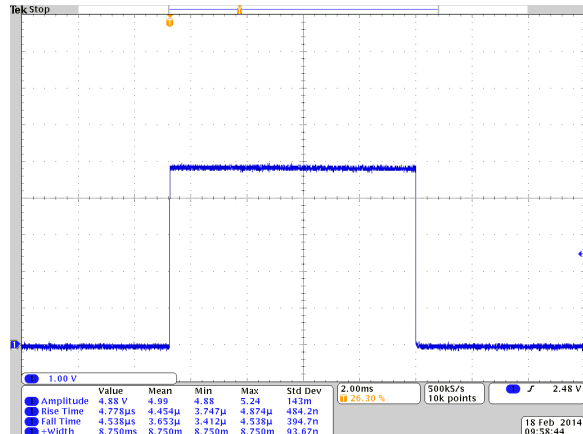 Tek Stop
T
T
1
1 1.00 V
Value Mean Min Max Std Dev
1 Amplitude 4.88 V 4.99 4.88 5.24 143m
1 Rise Time 4.778µs 4.454µ 3.747µ 4.874µ 484.2n
1 Fall Time 4.538µs 3.653µ 3.412µ 4.538µ 394.7n
1 +Width 8.750ms 8.750m 8.750m 8.750m 93.67n
2.00ms
T 26.30 %
500kS/s
10k points
1 2.48 V
18 Feb 2014
09:58:44